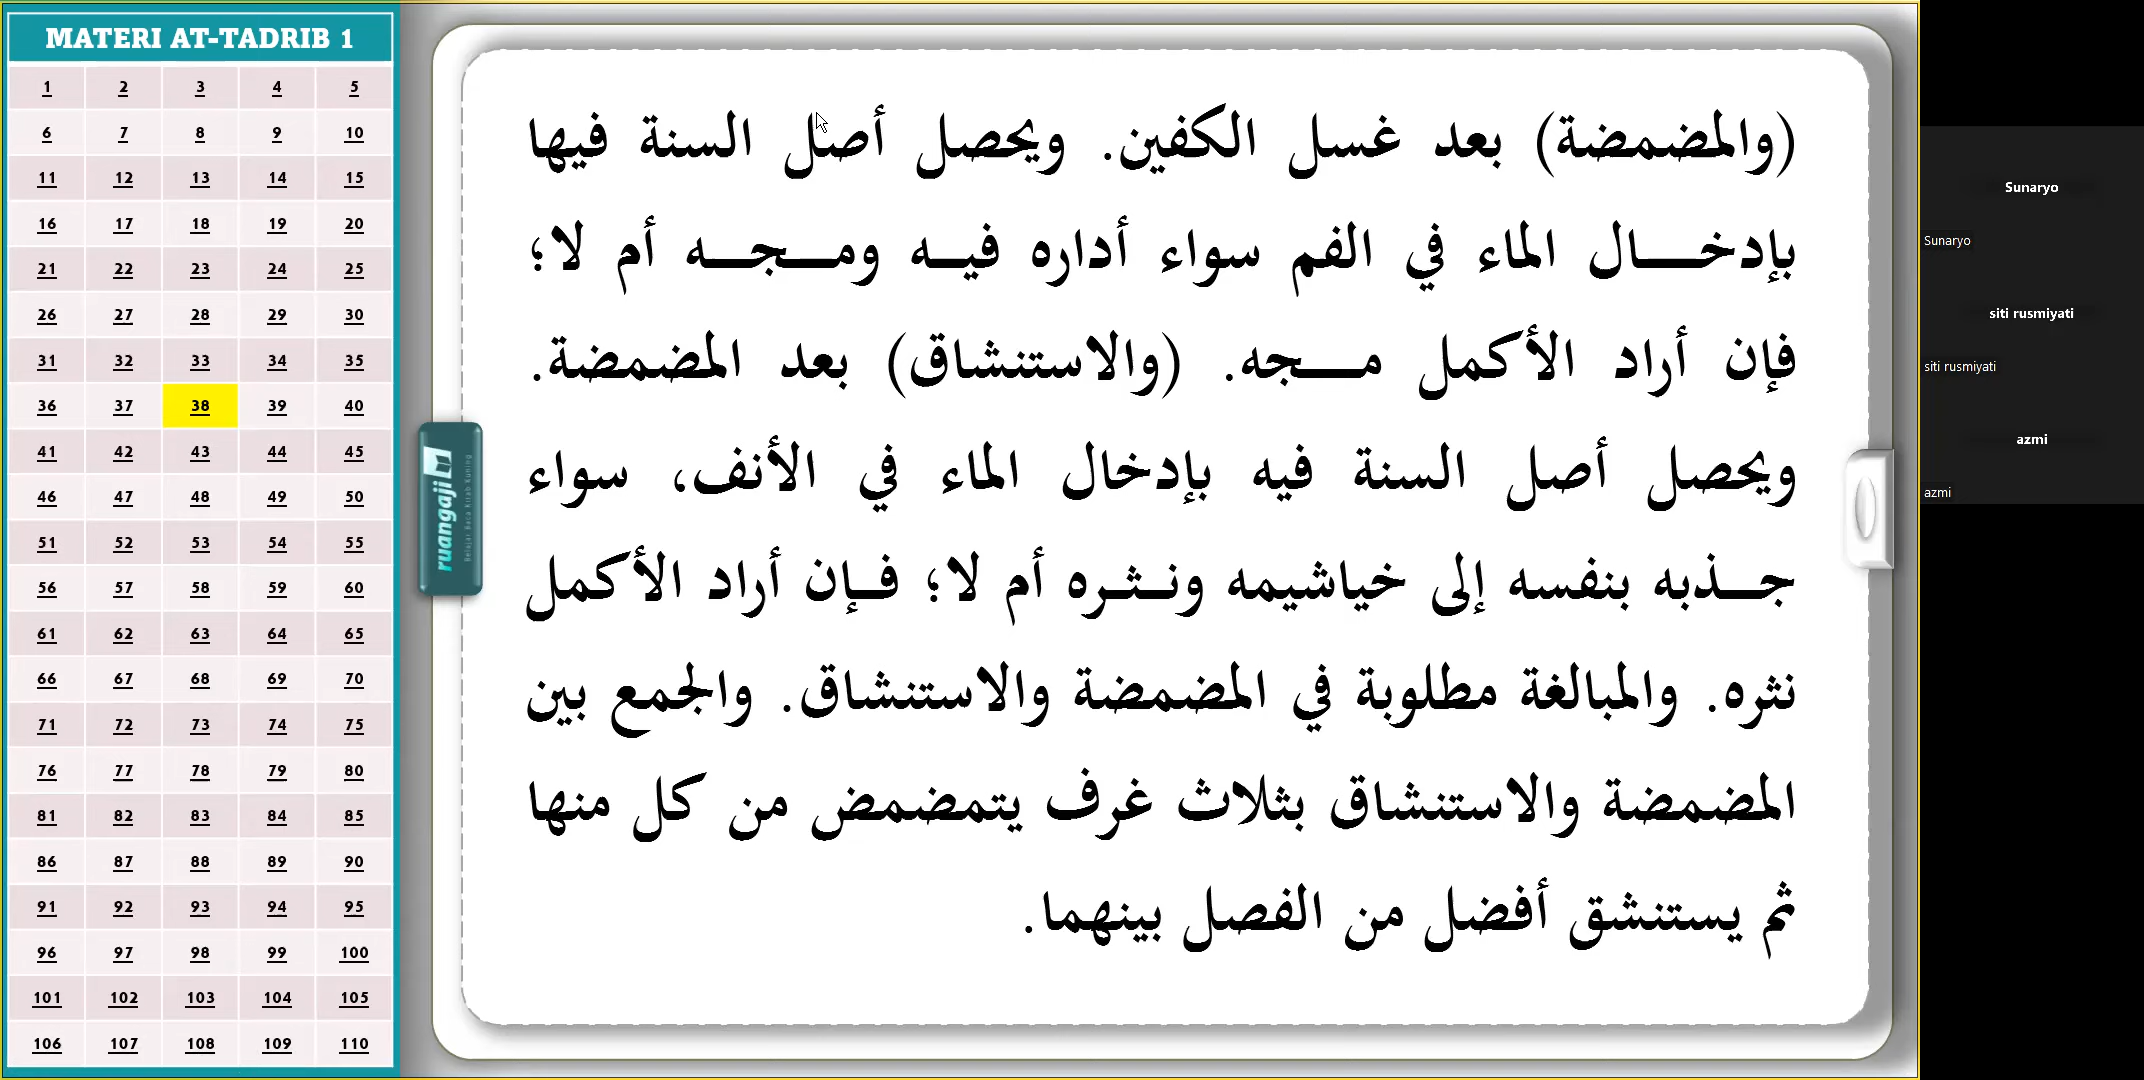 MATERI AT-TADRIB 1
1 2 3 4 5
6 7 8 9 10
11 12 13 14 15
16 17 18 19 20
21 22 23 24 25
26 27 28 29 30
31 32 33 34 35
36 37 38 39 40
41 42 43 44 45
46 47 48 49 50
51 52 53 54 55
56 57 58 59 60
61 62 63 64 65
66 67 68 69 70
71 72 73 74 75
76 77 78 79 80
81 82 83 84 85
86 87 88 89 90
91 92 93 94 95
96 97 98 99 100
101 102 103 104 105
106 107 108 109 110
ruangaji
Belajar Baca Kitab Kuning
(والمضمضة) بعد غسل الكفين. ويحصل أصل السنة فيها
بإدخال الماء في الفم سواء أداره فيه ومجه أم لا؛
فإن أراد الأكمل مجه. (والاستنشاق) بعد المضمضة.
ويحصل أصل السنة فيه بإدخال الماء في الأنف، سواء
جذبه بنفسه إلى خياشيمه ونثره أم لا؛ فإن أراد الأكمل
نثره. والمبالغة مطلوبة في المضمضة والاستنشاق. والجمع بين
المضمضة والاستنشاق بثلاث غرف يتمضمض من كل منها
ثم يستنشق أفضل من الفصل بينهما.
Sunaryo
Sunaryo
siti rusmiyati
siti rusmiyati
azmi
azmi